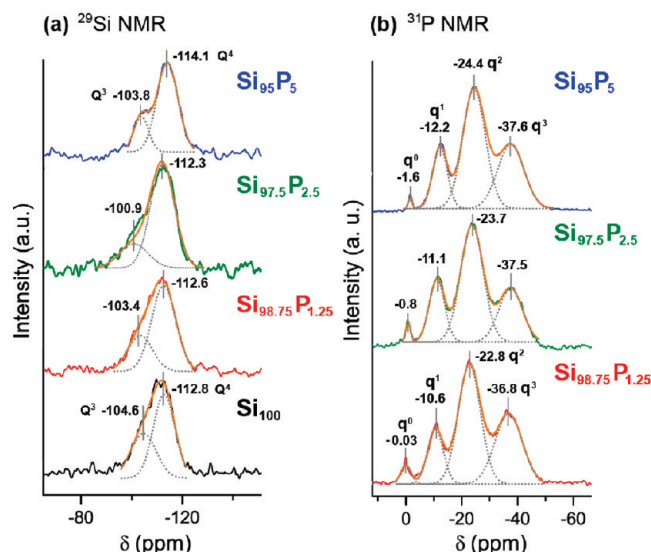 (a) ²⁹Si NMR
-114.1 Q⁴
Q³ -103.8
Si₉₅P₅
-112.3
-100.9
Si₉₇.₅P₂.₅
-112.6
-103.4
Si₉₈.₇₅P₁.₂₅
-112.8 Q⁴
Q³ -104.6
Si₁₀₀
Intensity (a.u.)
-80
-120
δ (ppm)
(b) ³¹P NMR
-24.4 q²
Si₉₅P₅
q¹
-12.2
-37.6 q³
q⁰
-1.6
-23.7
Si₉₇.₅P₂.₅
-11.1
-37.5
-0.8
Si₉₈.₇₅P₁.₂₅
-22.8 q²
q¹
-10.6
-36.8 q³
q⁰
-0.03
Intensity (a. u.)
0
-20
-40
-60
δ (ppm)